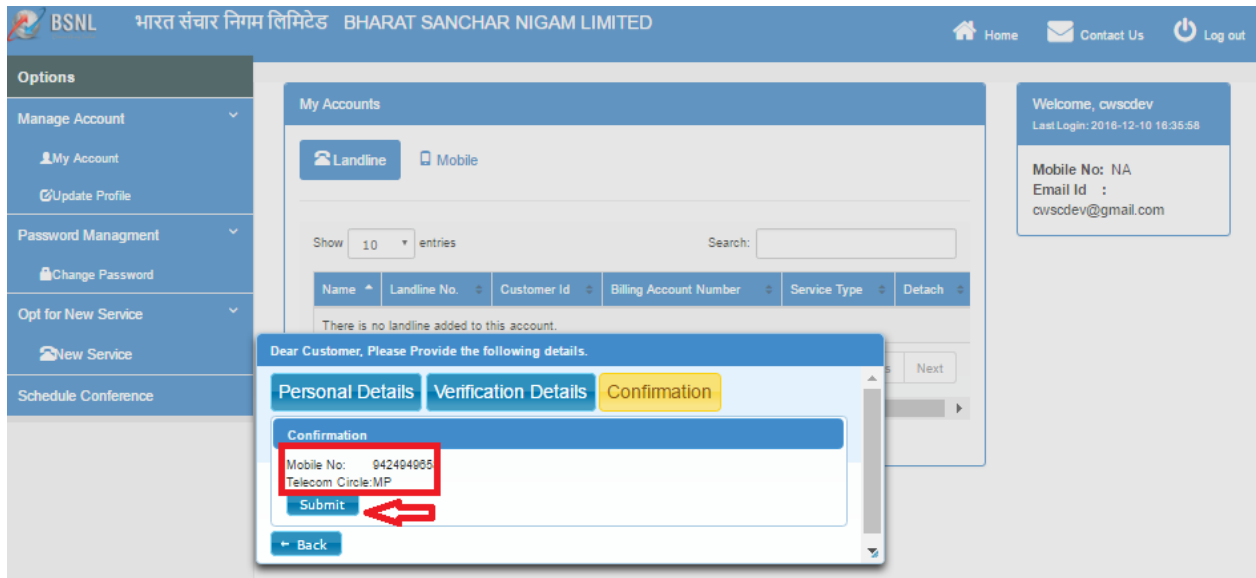 BSNL भारत संचार निगम लिमिटेड BHARAT SANCHAR NIGAM LIMITED
Home Contact Us Log out
Options
Manage Account
My Account
Update Profile
Password Managment
Change Password
Opt for New Service
New Service
Schedule Conference
My Accounts
Landline Mobile
Show 10 entries Search:
Name Landline No. Customer Id Billing Account Number Service Type Detach
There is no landline added to this account.
Next
Dear Customer, Please Provide the following details.
Personal Details Verification Details Confirmation
Confirmation
Mobile No:
Telecom Circle:MP
Submit
← Back
Welcome, cwscdev
Last Login: 2016-12-10 16:35:58
Mobile No: NA
Email Id :
cwscdev@gmail.com